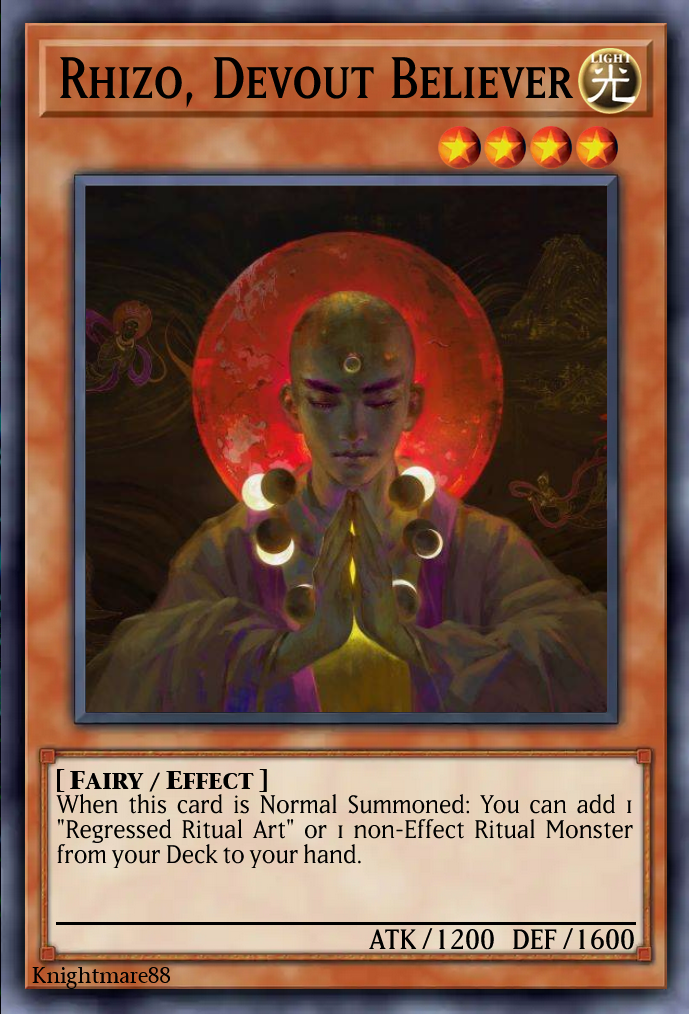 Rhizo, Devout Believer
LIGHT
光
[ Fairy / Effect ]
When this card is Normal Summoned: You can add 1
"Regressed Ritual Art" or 1 non-Effect Ritual Monster
from your Deck to your hand.
ATK / 1200 DEF / 1600
Knightmare88